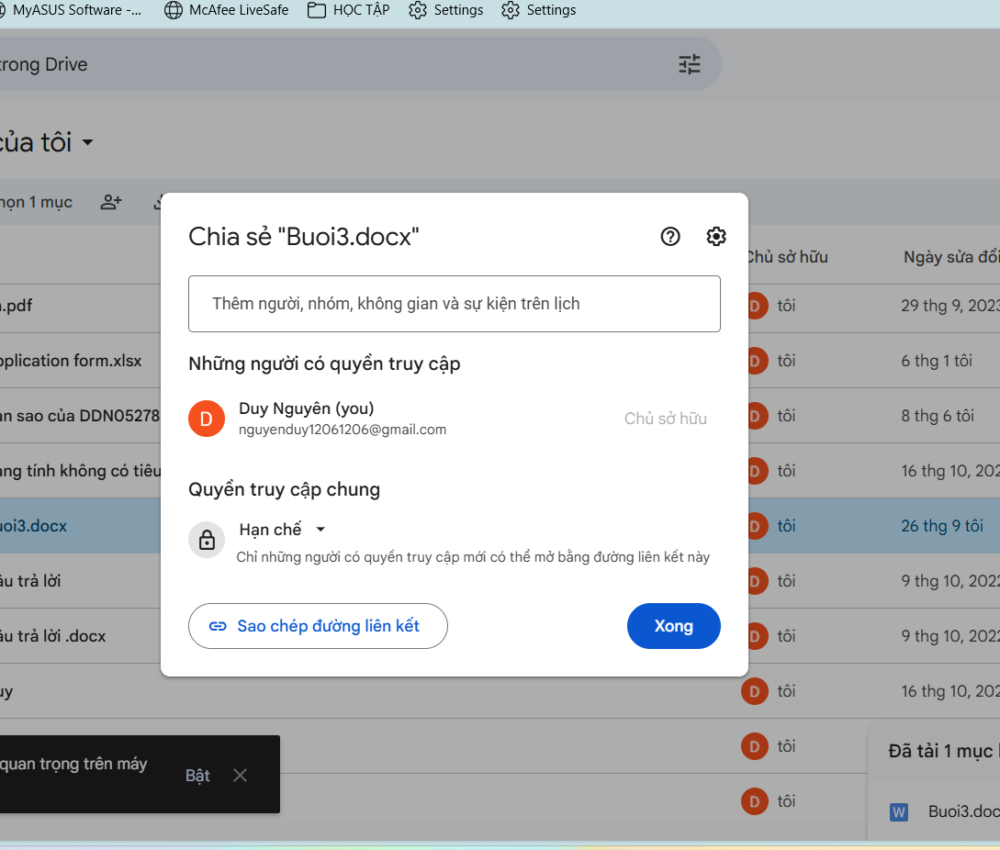 MyASUS Software -... McAfee LiveSafe HỌC TẬP Settings Settings
trong Drive
của tôi
họn 1 mục
Chia sẻ "Buoi3.docx"
Chủ sở hữu Ngày sửa đổi
Thêm người, nhóm, không gian và sự kiện trên lịch
.pdf tôi 29 thg 9, 2023
Những người có quyền truy cập
pplication form.xlsx tôi 6 thg 1 tôi
D Duy Nguyên (you)
nguyenduy12061206@gmail.com
Chủ sở hữu
ản sao của DDN05278 D tôi 8 thg 6 tôi
ang tính không có tiêu D tôi 16 thg 10, 202
Quyền truy cập chung
Hạn chế
Chỉ những người có quyền truy cập mới có thể mở bằng đường liên kết này
uoi3.docx D tôi 26 thg 9 tôi
âu trả lời D tôi 9 thg 10, 2022
Sao chép đường liên kết Xong
âu trả lời .docx D tôi 9 thg 10, 2022
uy D tôi 16 thg 10, 202
D tôi
quan trọng trên máy
Bật
Đã tải 1 mục
D tôi
W Buoi3.doc